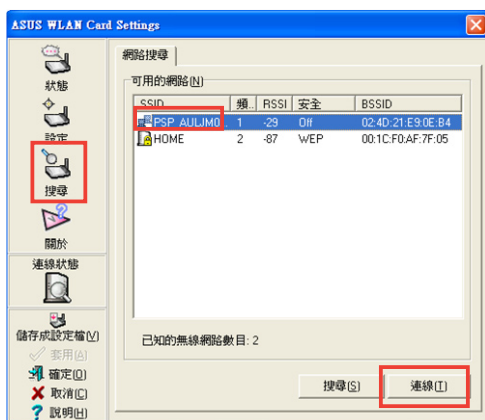 ASUS WLAN Card Settings
狀態
設定
搜尋
關於
連線狀態
儲存成設定檔(V)
套用(A)
確定(O)
取消(C)
說明(H)
網路搜尋
可用的網路(N)
SSID 頻.. RSSI 安全 BSSID
PSP_AULJM0... 1 -29 Off 02:4D:21:E9:0E:B4
HOME 2 -87 WEP 00:1C:F0:AF:7F:05
已知的無線網路數目: 2
搜尋(S) 連線(T)